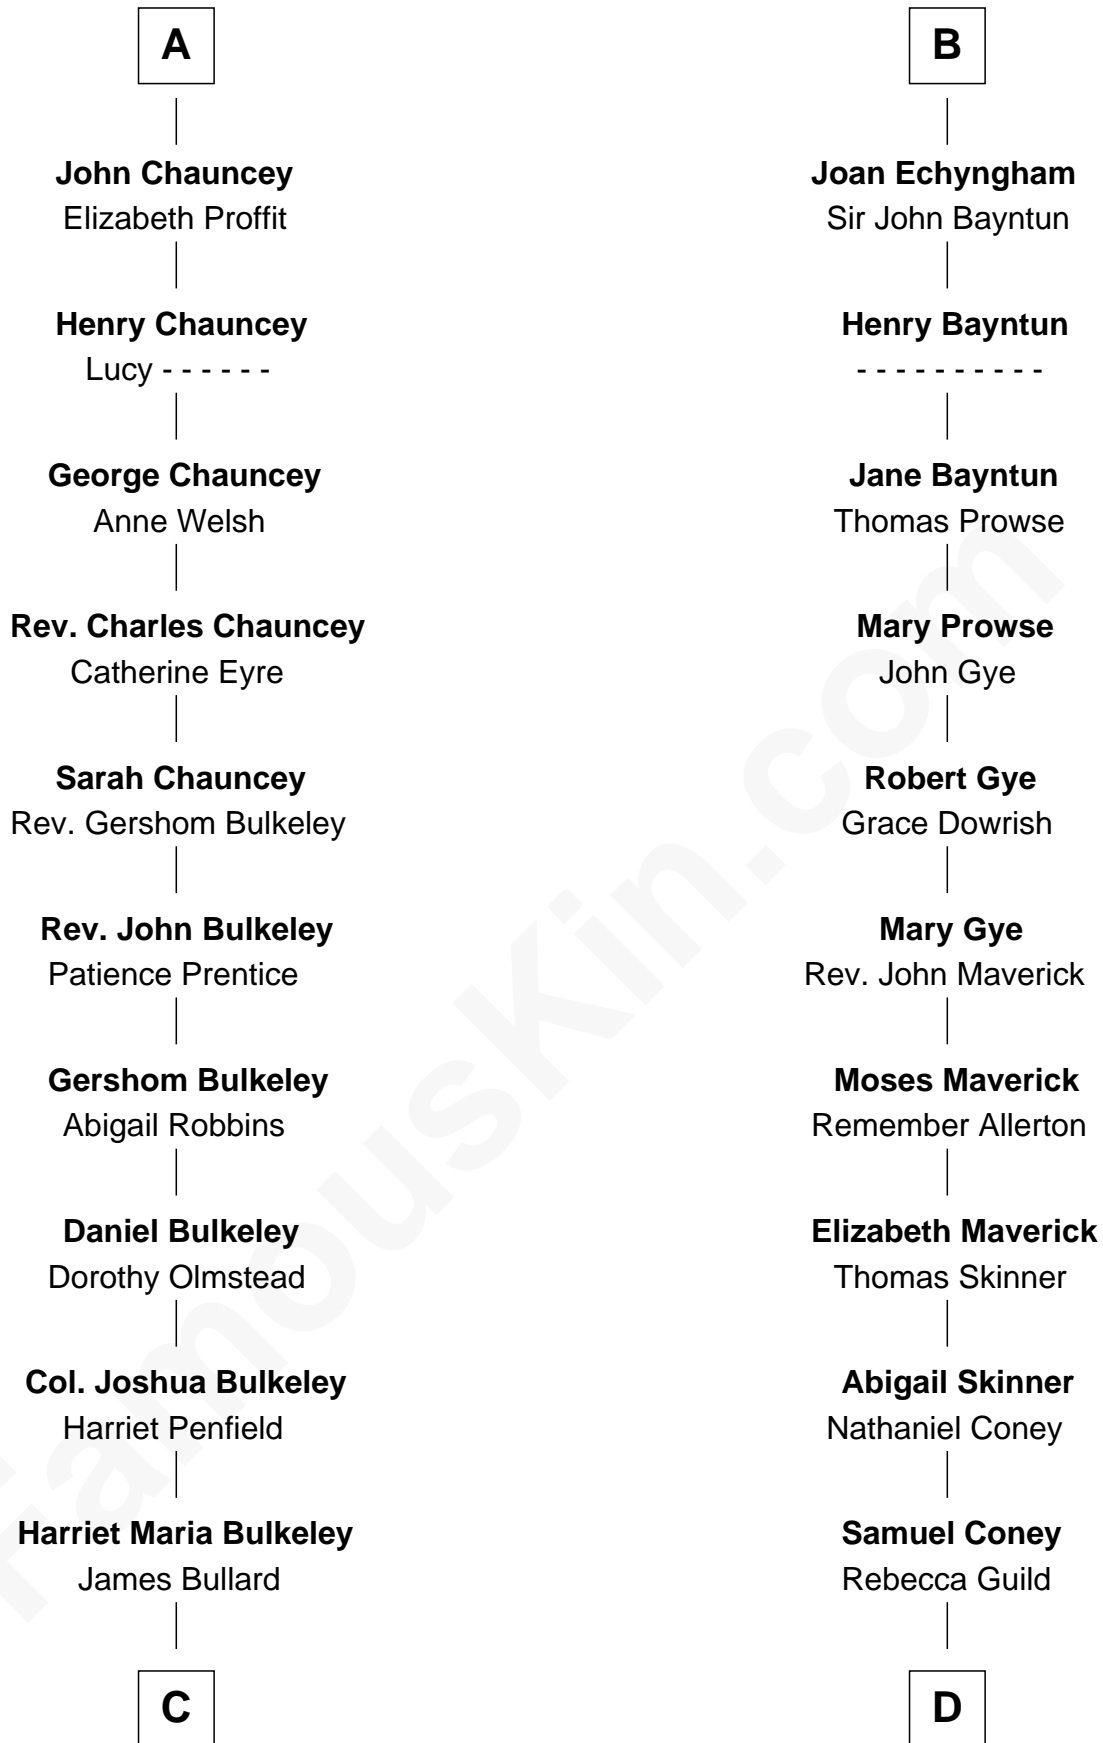 A
John Chauncey
Elizabeth Proffit
Henry Chauncey
Lucy - - - - - -
George Chauncey
Anne Welsh
Rev. Charles Chauncey
Catherine Eyre
Sarah Chauncey
Rev. Gershom Bulkeley
Rev. John Bulkeley
Patience Prentice
Gershom Bulkeley
Abigail Robbins
Daniel Bulkeley
Dorothy Olmstead
Col. Joshua Bulkeley
Harriet Penfield
Harriet Maria Bulkeley
James Bullard
C
B
Joan Echyngham
Sir John Bayntun
Henry Bayntun
- - - - - - - - - -
Jane Bayntun
Thomas Prowse
Mary Prowse
John Gye
Robert Gye
Grace Dowrish
Mary Gye
Rev. John Maverick
Moses Maverick
Remember Allerton
Elizabeth Maverick
Thomas Skinner
Abigail Skinner
Nathaniel Coney
Samuel Coney
Rebecca Guild
D
FamousKin.com